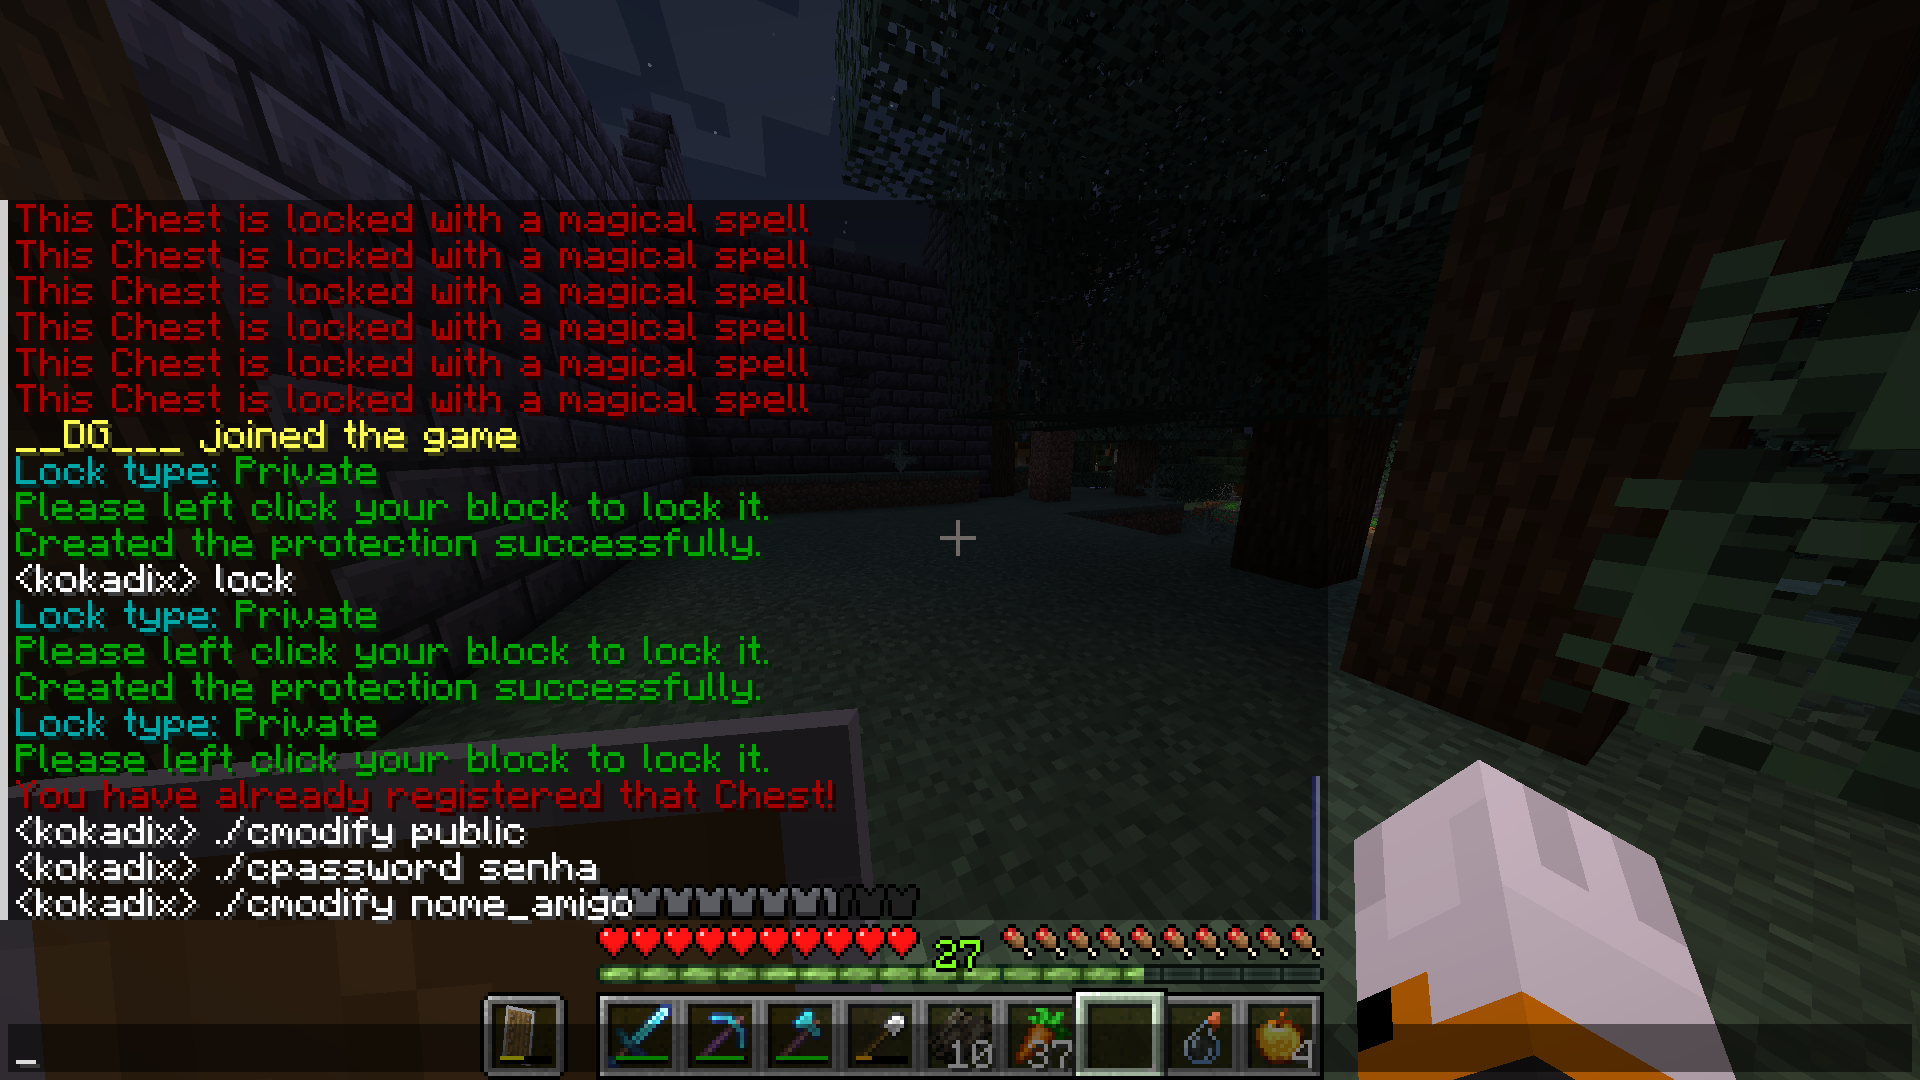 This Chest is locked with a magical spell
This Chest is locked with a magical spell
This Chest is locked with a magical spell
This Chest is locked with a magical spell
This Chest is locked with a magical spell
This Chest is locked with a magical spell
__DG___ joined the game
Lock type: Private
Please left click your block to lock it.
Created the protection successfully.
<kokadix> lock
Lock type: Private
Please left click your block to lock it.
Created the protection successfully.
Lock type: Private
Please left click your block to lock it.
You have already registered that Chest!
<kokadix> ./cmodify public
<kokadix> ./cpassword senha
<kokadix> ./cmodify nome_amigo
27
10 37 4
_